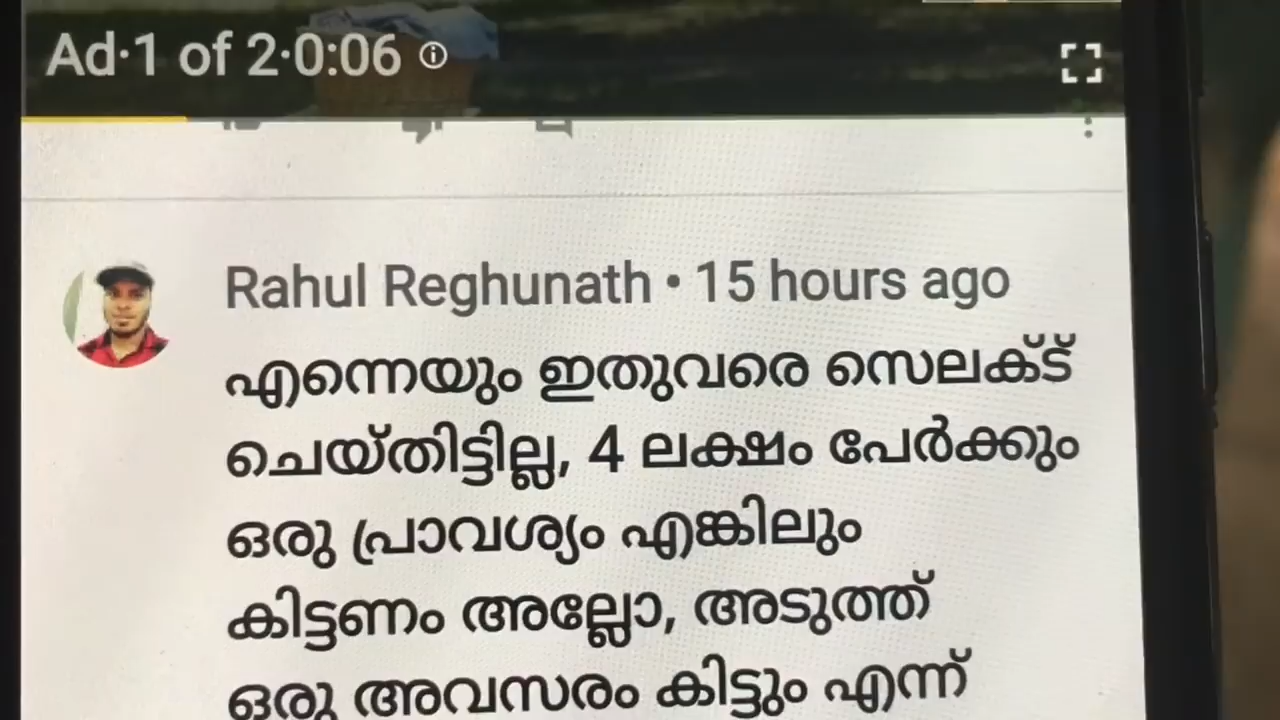 Ad·1 of 2·0:06
Rahul Reghunath • 15 hours ago
എന്നെയും ഇതുവരെ സെലക്ട്
ചെയ്തിട്ടില്ല, 4 ലക്ഷം പേർക്കും
ഒരു പ്രാവശ്യം എങ്കിലും
കിട്ടണം അല്ലോ, അടുത്ത്
ഒരു അവസരം കിട്ടും എന്ന്